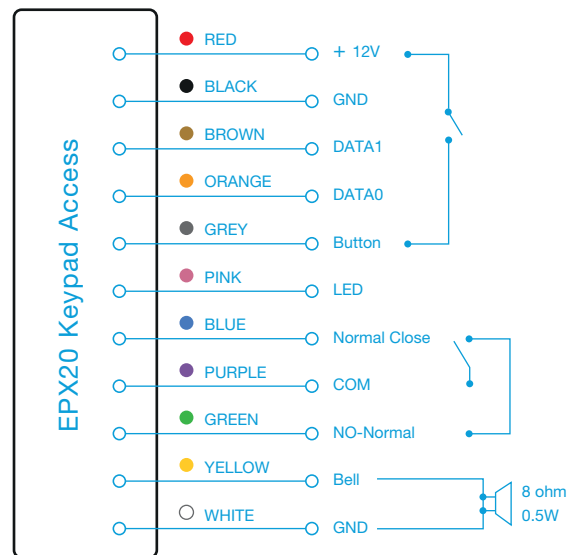 EPX20 Keypad Access
RED
+ 12V
BLACK
GND
BROWN
DATA1
ORANGE
DATA0
GREY
Button
PINK
LED
BLUE
Normal Close
PURPLE
COM
GREEN
NO-Normal
YELLOW
Bell
WHITE
GND
8 ohm
0.5W